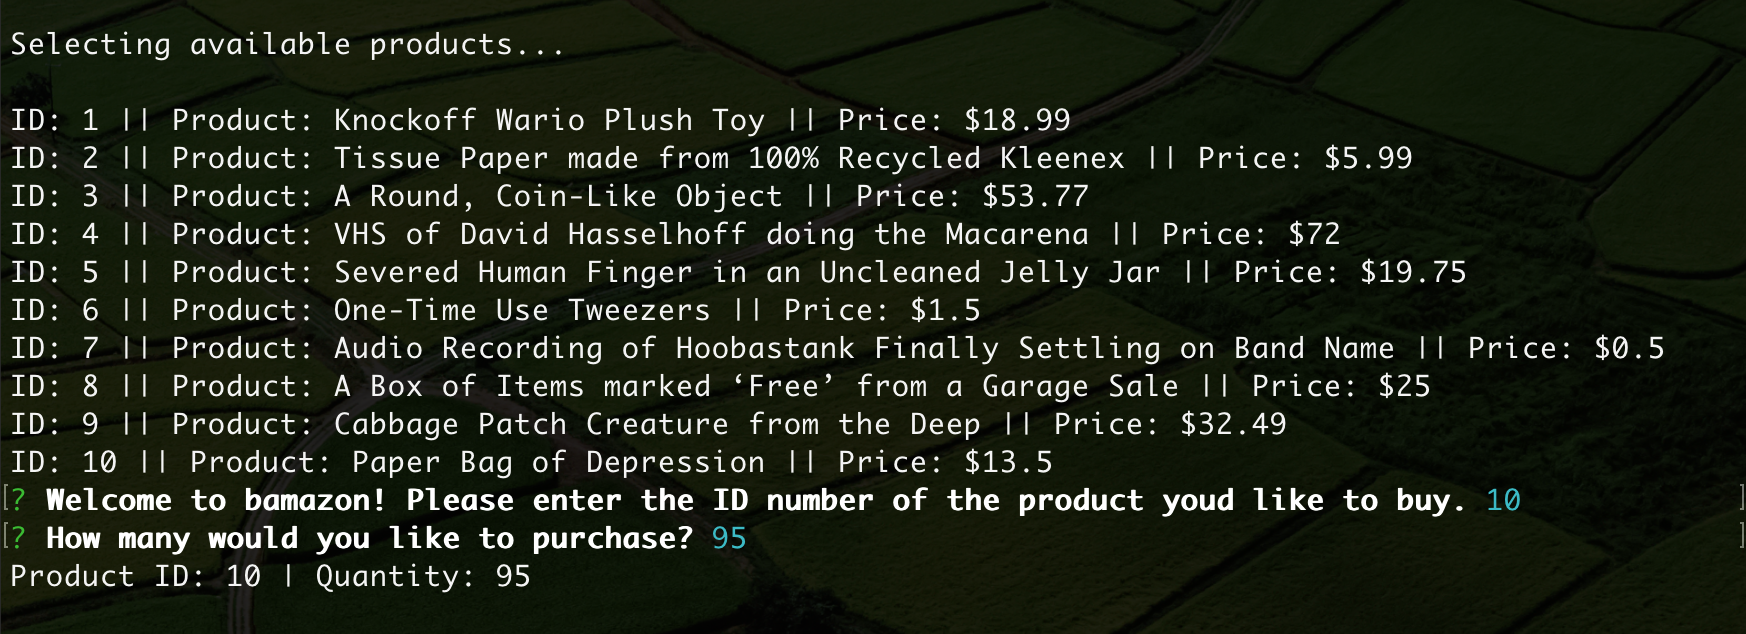 Selecting available products...
ID: 1 || Product: Knockoff Wario Plush Toy || Price: $18.99
ID: 2 || Product: Tissue Paper made from 100% Recycled Kleenex || Price: $5.99
ID: 3 || Product: A Round, Coin-Like Object || Price: $53.77
ID: 4 || Product: VHS of David Hasselhoff doing the Macarena || Price: $72
ID: 5 || Product: Severed Human Finger in an Uncleaned Jelly Jar || Price: $19.75
ID: 6 || Product: One-Time Use Tweezers || Price: $1.5
ID: 7 || Product: Audio Recording of Hoobastank Finally Settling on Band Name || Price: $0.5
ID: 8 || Product: A Box of Items marked ‘Free’ from a Garage Sale || Price: $25
ID: 9 || Product: Cabbage Patch Creature from the Deep || Price: $32.49
ID: 10 || Product: Paper Bag of Depression || Price: $13.5
[? Welcome to bamazon! Please enter the ID number of the product youd like to buy. 10 ]
[? How many would you like to purchase? 95 ]
Product ID: 10 | Quantity: 95